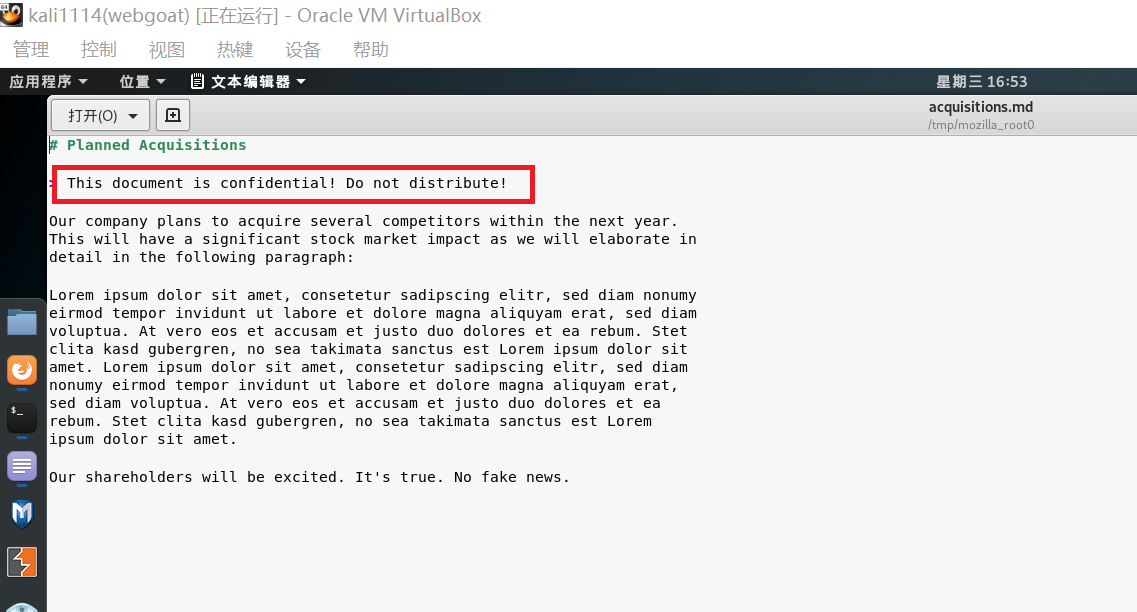 kali1114(webgoat) [正在运行] - Oracle VM VirtualBox
管理 控制 视图 热键 设备 帮助
应用程序 位置 文本编辑器 星期三 16:53
打开(O) acquisitions.md
/tmp/mozilla_root0
# Planned Acquisitions
> This document is confidential! Do not distribute!
Our company plans to acquire several competitors within the next year.
This will have a significant stock market impact as we will elaborate in
detail in the following paragraph:
Lorem ipsum dolor sit amet, consetetur sadipscing elitr, sed diam nonumy
eirmod tempor invidunt ut labore et dolore magna aliquyam erat, sed diam
voluptua. At vero eos et accusam et justo duo dolores et ea rebum. Stet
clita kasd gubergren, no sea takimata sanctus est Lorem ipsum dolor sit
amet. Lorem ipsum dolor sit amet, consetetur sadipscing elitr, sed diam
nonumy eirmod tempor invidunt ut labore et dolore magna aliquyam erat,
sed diam voluptua. At vero eos et accusam et justo duo dolores et ea
rebum. Stet clita kasd gubergren, no sea takimata sanctus est Lorem
ipsum dolor sit amet.
Our shareholders will be excited. It's true. No fake news.